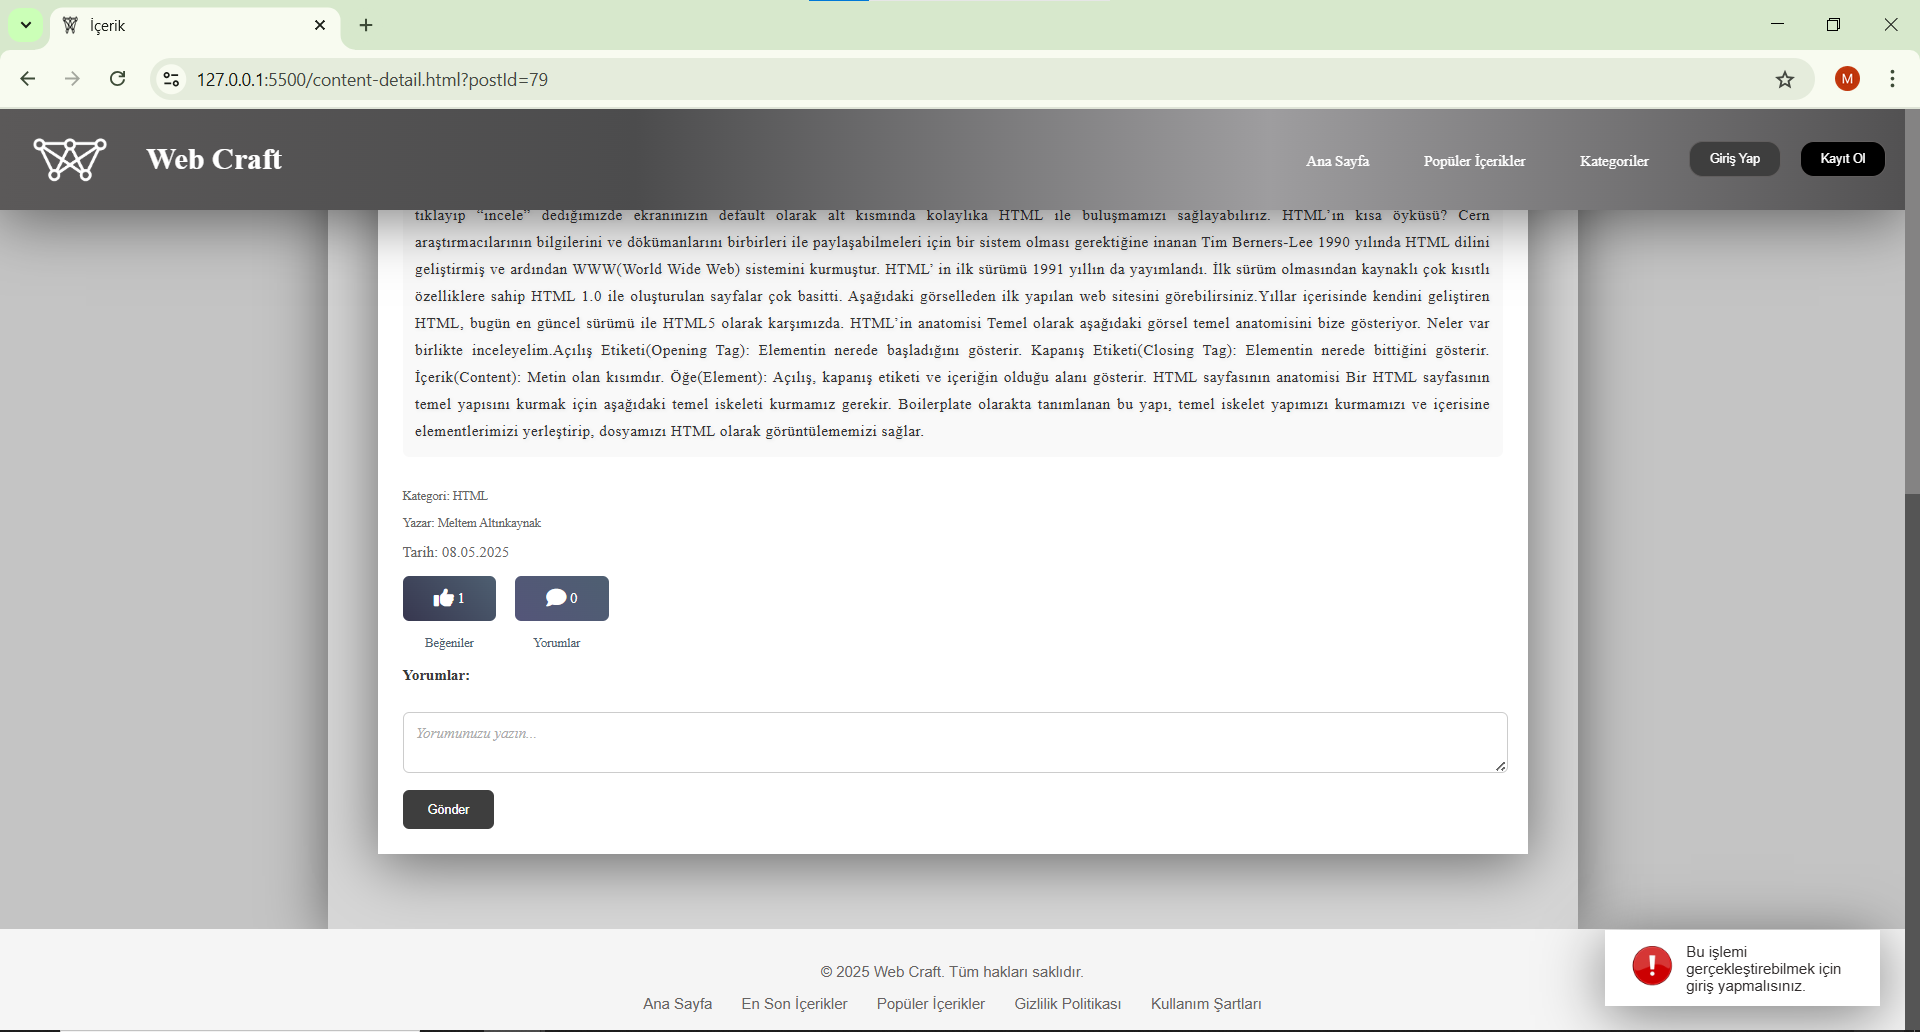 İçerik
127.0.0.1:5500/content-detail.html?postId=79
M
Web Craft
Ana Sayfa
Popüler İçerikler
Kategoriler
Giriş Yap
Kayıt Ol
tıklayıp “incele” dediğimizde ekranınızın default olarak alt kısmında kolaylıka HTML ile buluşmamızı sağlayabiliriz. HTML’in kısa öyküsü? Cern
araştırmacılarının bilgilerini ve dökümanlarını birbirleri ile paylaşabilmeleri için bir sistem olması gerektiğine inanan Tim Berners-Lee 1990 yılında HTML dilini
geliştirmiş ve ardından WWW(World Wide Web) sistemini kurmuştur. HTML’ in ilk sürümü 1991 yıllın da yayımlandı. İlk sürüm olmasından kaynaklı çok kısıtlı
özelliklere sahip HTML 1.0 ile oluşturulan sayfalar çok basitti. Aşağıdaki görselleden ilk yapılan web sitesini görebilirsiniz.Yıllar içerisinde kendini geliştiren
HTML, bugün en güncel sürümü ile HTML5 olarak karşımızda. HTML’in anatomisi Temel olarak aşağıdaki görsel temel anatomisini bize gösteriyor. Neler var
birlikte inceleyelim.Açılış Etiketi(Opening Tag): Elementin nerede başladığını gösterir. Kapanış Etiketi(Closing Tag): Elementin nerede bittiğini gösterir.
İçerik(Content): Metin olan kısımdır. Öğe(Element): Açılış, kapanış etiketi ve içeriğin olduğu alanı gösterir. HTML sayfasının anatomisi Bir HTML sayfasının
temel yapısını kurmak için aşağıdaki temel iskeleti kurmamız gerekir. Boilerplate olarakta tanımlanan bu yapı, temel iskelet yapımızı kurmamızı ve içerisine
elementlerimizi yerleştirip, dosyamızı HTML olarak görüntülememizi sağlar.
Kategori: HTML
Yazar: Meltem Altınkaynak
Tarih: 08.05.2025
1
0
Beğeniler
Yorumlar
Yorumlar:
Yorumunuzu yazın...
Gönder
© 2025 Web Craft. Tüm hakları saklıdır.
Ana Sayfa
En Son İçerikler
Popüler İçerikler
Gizlilik Politikası
Kullanım Şartları
Bu işlemi
gerçekleştirebilmek için
giriş yapmalısınız.